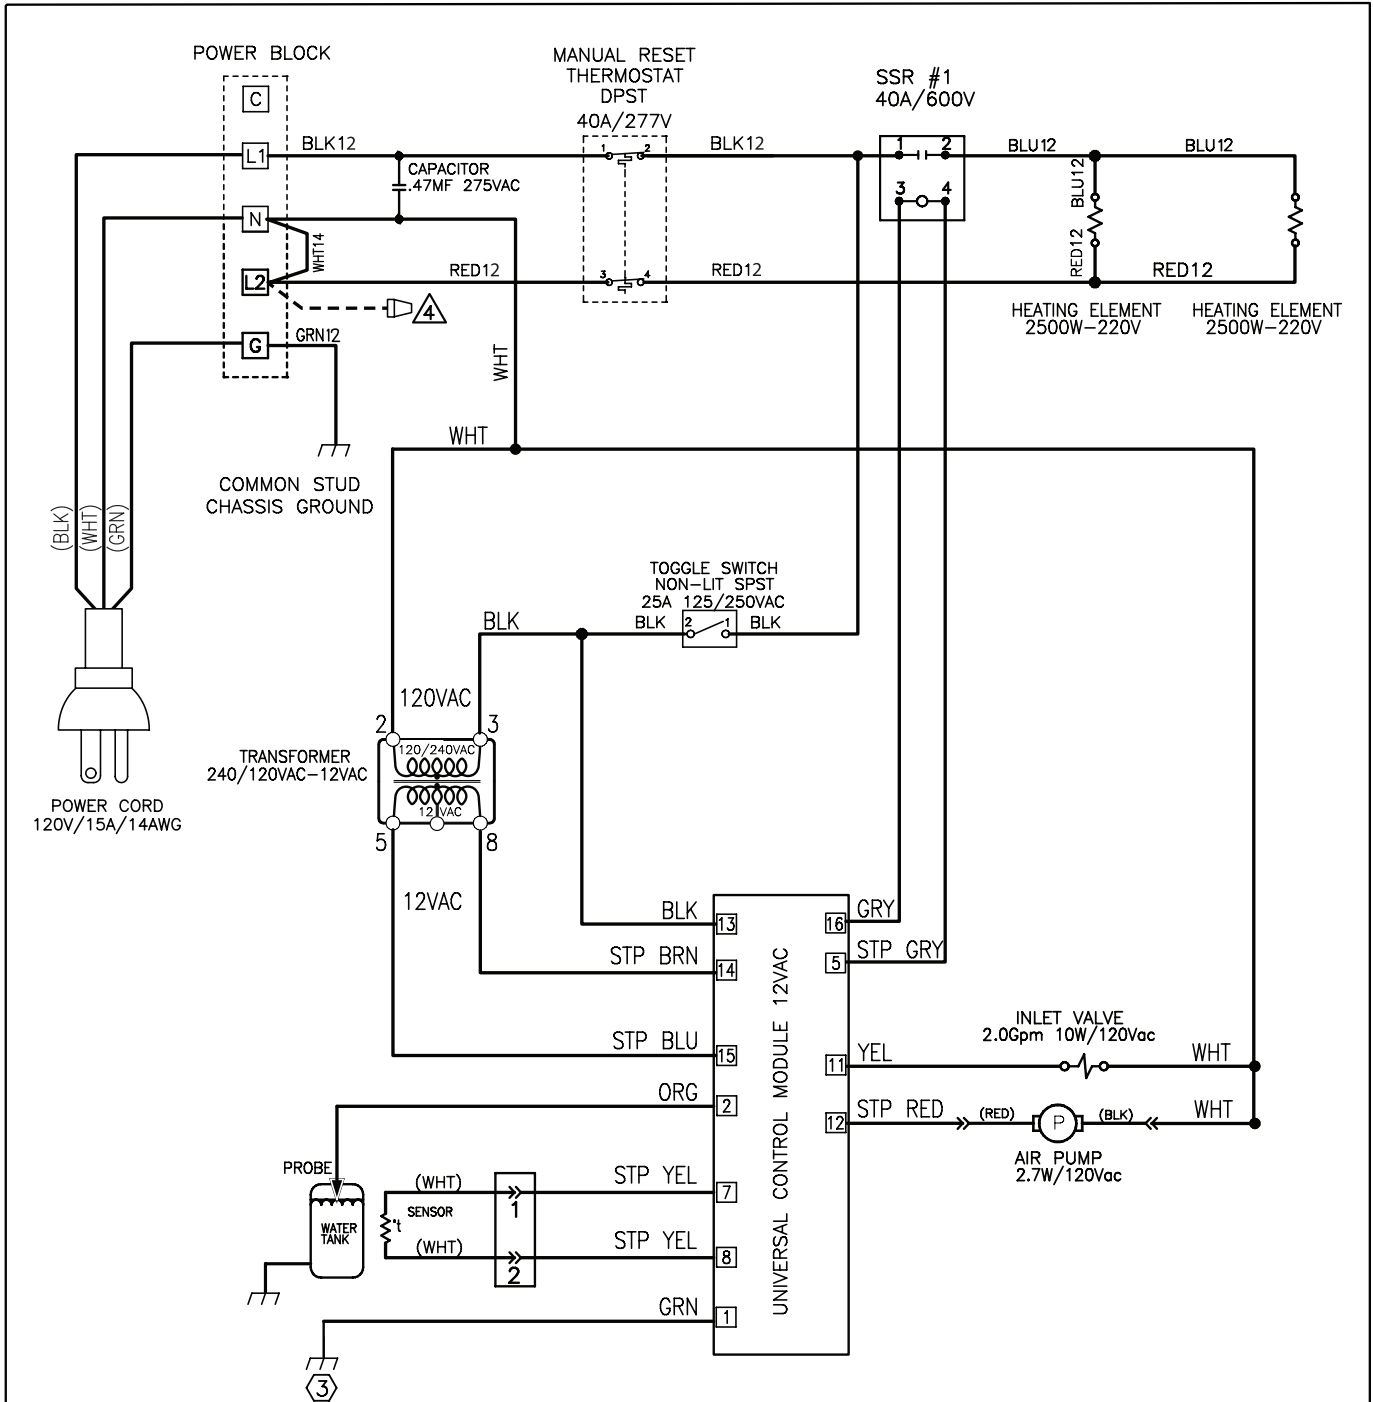 POWER BLOCK
MANUAL RESET
THERMOSTAT
DPST
40A/277V
SSR #1
40A/600V
C
L1
BLK12
CAPACITOR
.47MF 275VAC
1
2
BLK12
1
2
BLU12
BLU12
BLU12
3
4
N
WHT14
L2
RED12
3
4
RED12
RED12
RED12
4
HEATING ELEMENT
2500W-220V
HEATING ELEMENT
2500W-220V
G
GRN12
WHT
WHT
COMMON STUD
CHASSIS GROUND
(BLK)
(WHT)
(GRN)
TOGGLE SWITCH
NON-LIT SPST
25A 125/250VAC
BLK
BLK
2
1
BLK
120VAC
2
3
TRANSFORMER
240/120VAC-12VAC
120/240VAC
12 VAC
5
8
POWER CORD
120V/15A/14AWG
12VAC
BLK
13
16
GRY
STP BRN
14
5
STP GRY
UNIVERSAL CONTROL MODULE 12VAC
INLET VALVE
2.0Gpm 10W/120Vac
STP BLU
15
11
YEL
WHT
ORG
2
12
STP RED
(RED)
P
(BLK)
WHT
AIR PUMP
2.7W/120Vac
PROBE
WATER
TANK
(WHT)
1
STP YEL
7
SENSOR
°t
(WHT)
2
STP YEL
8
GRN
1
3